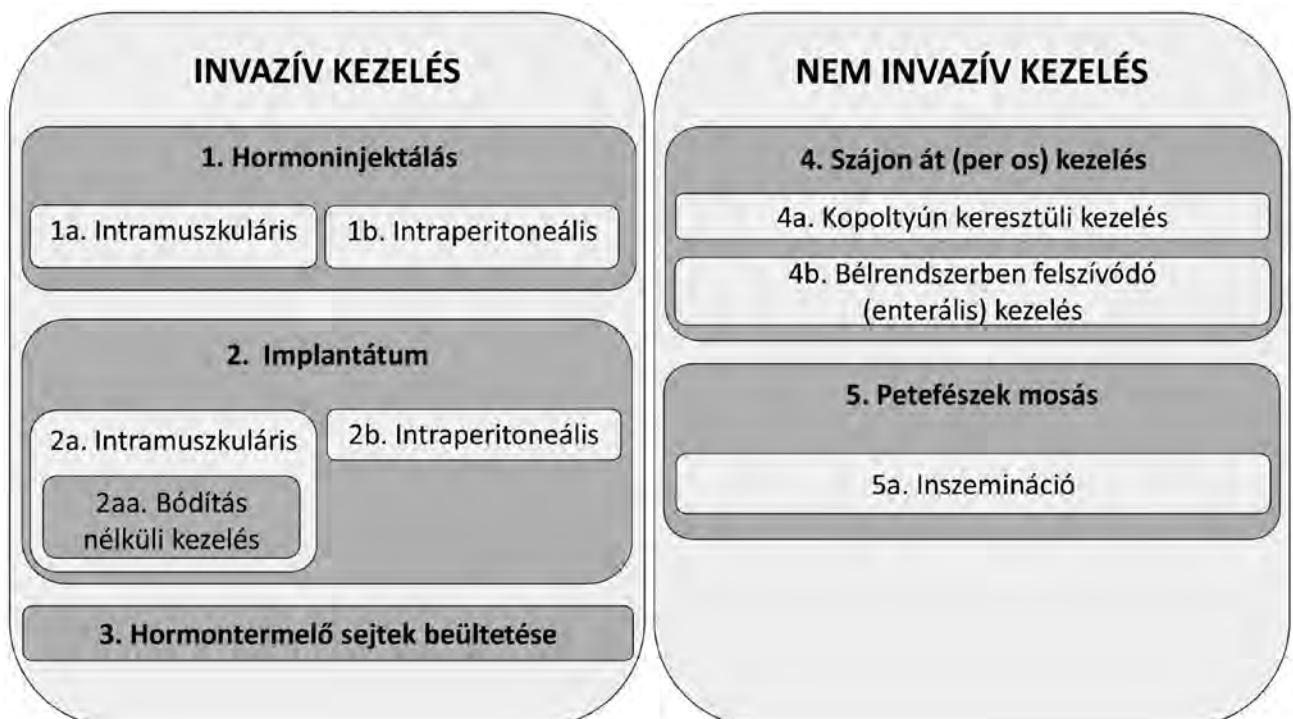 INVAZÍV KEZELÉS
1. Hormoninjektálás
1a. Intramuszkuláris
1b. Intraperitoneális
2. Implantátum
2a. Intramuszkuláris
2aa. Bódítás
nélküli kezelés
2b. Intraperitoneális
3. Hormontermelő sejtek beültetése
NEM INVAZÍV KEZELÉS
4. Szájon át (per os) kezelés
4a. Kopoltyún keresztüli kezelés
4b. Bélrendszerben felszívódó
(enterális) kezelés
5. Petefészek mosás
5a. Inszemináció